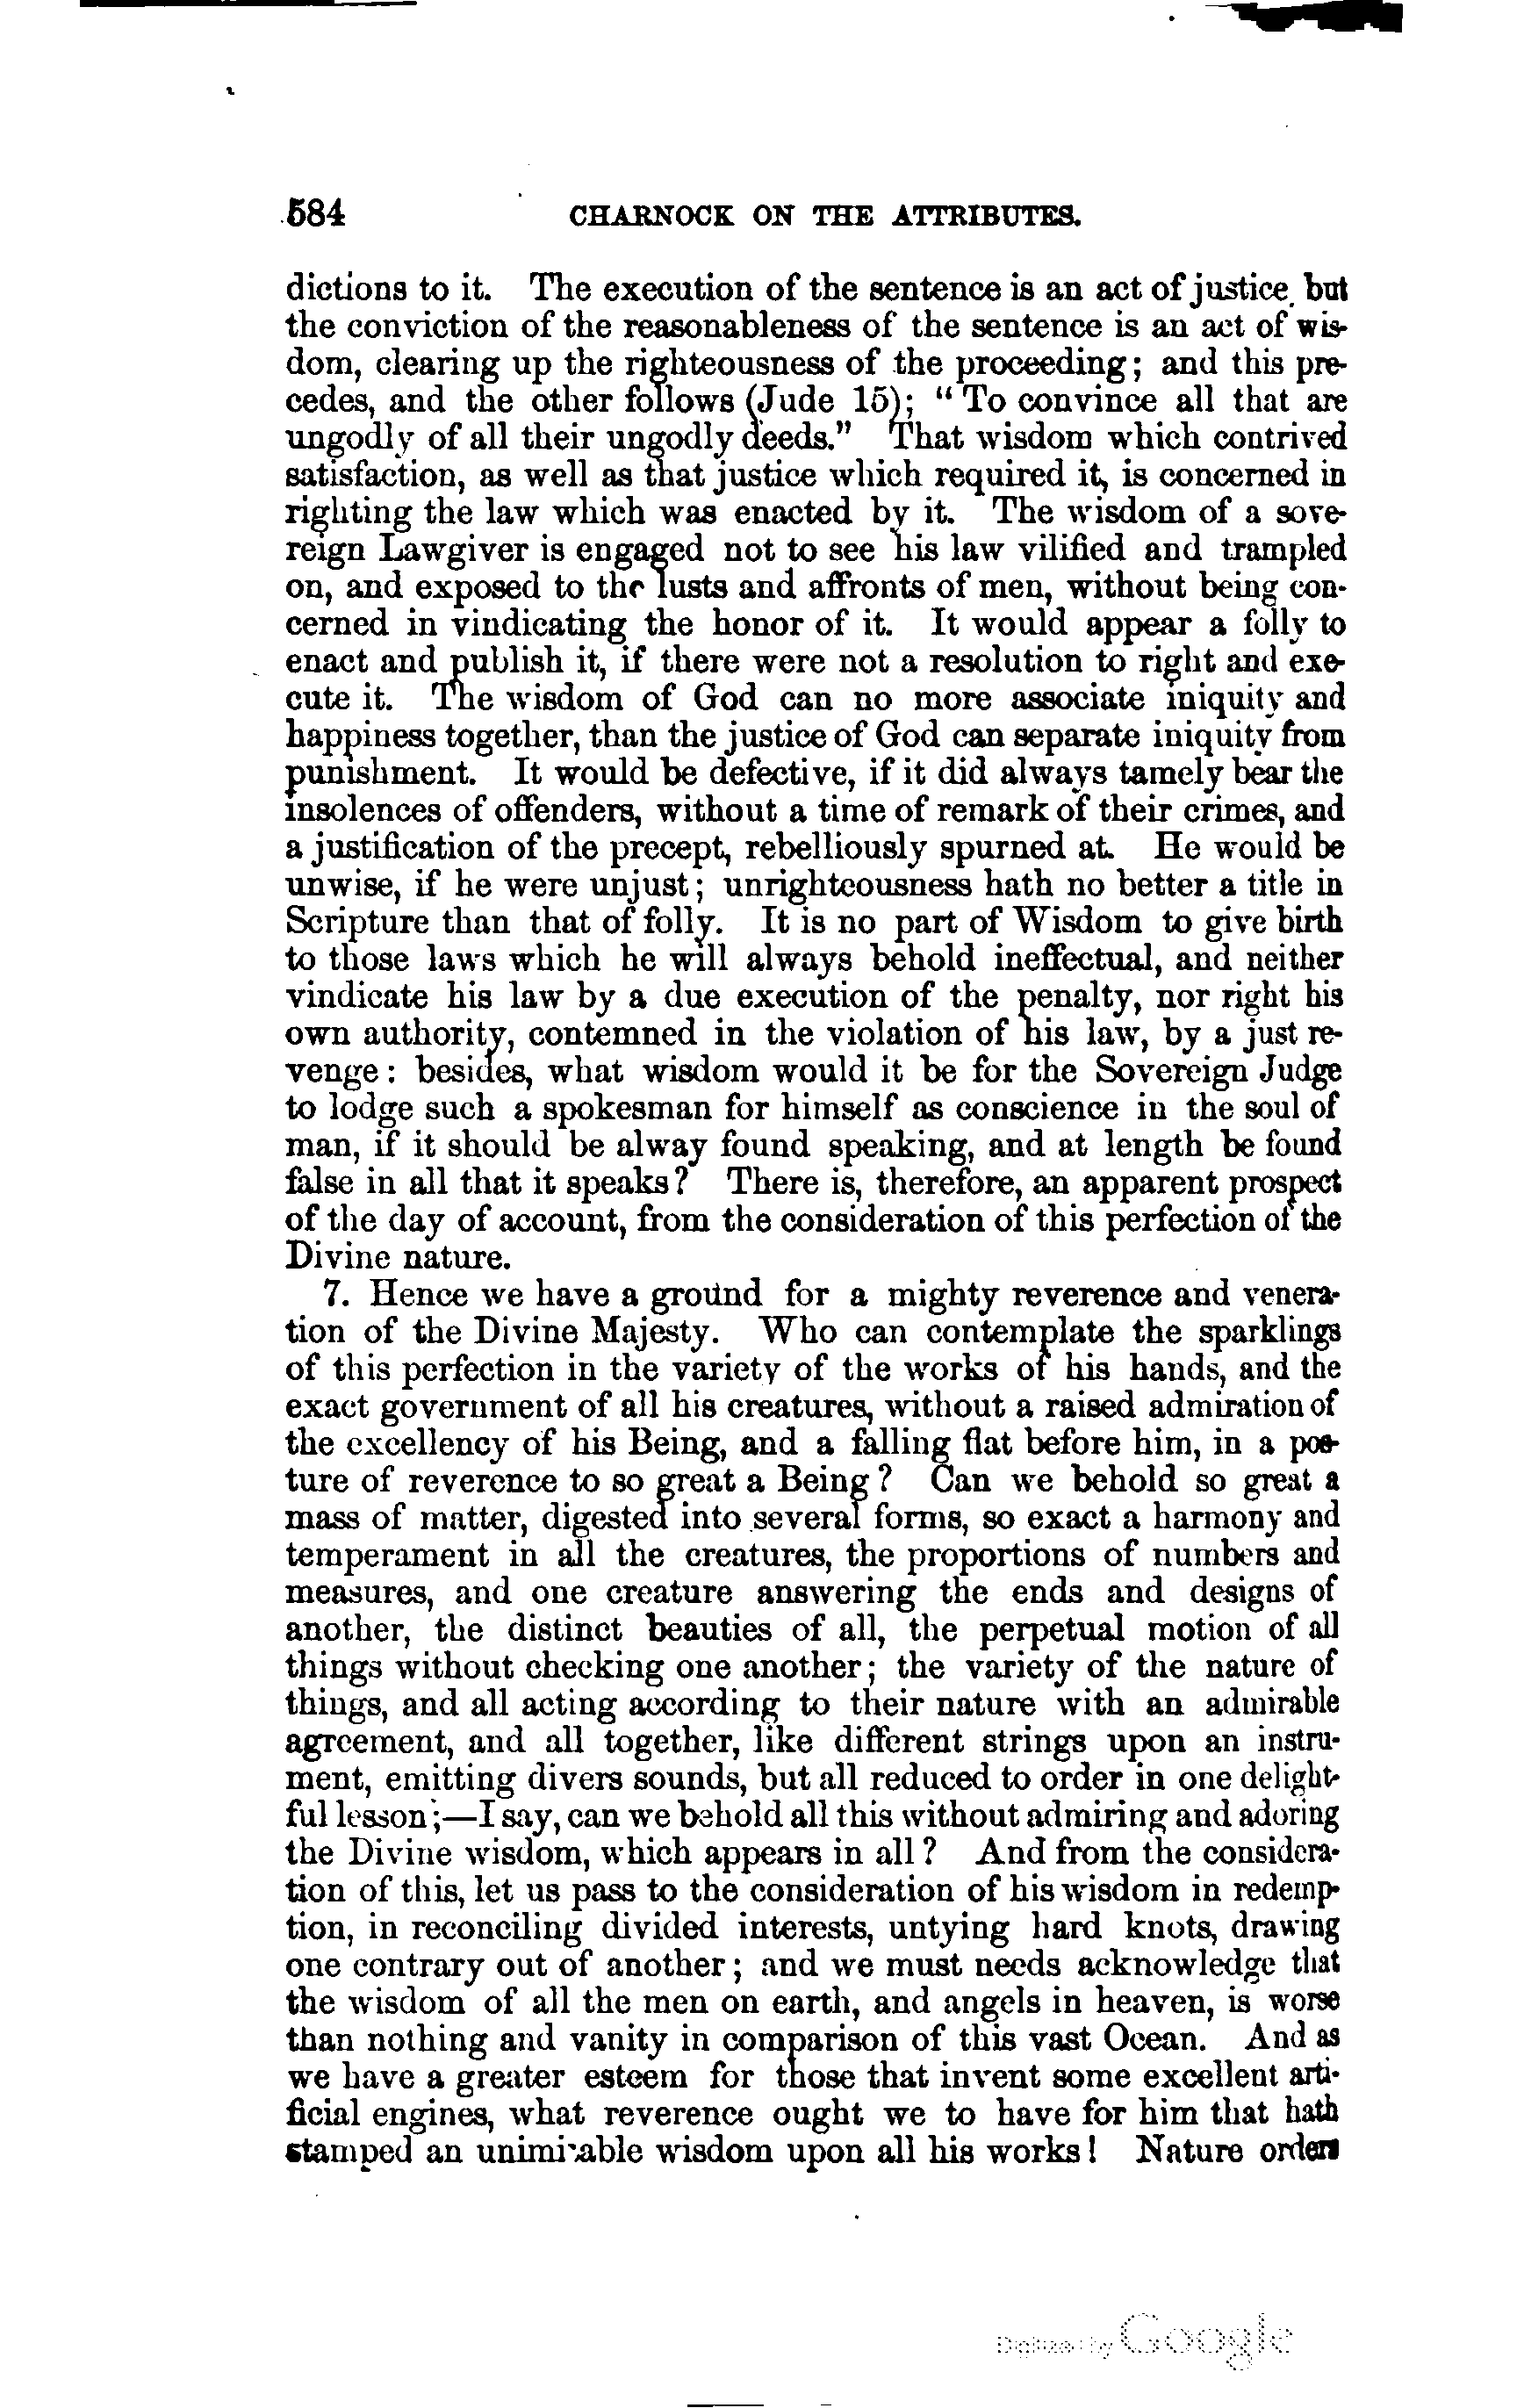 584 CHARNOCK ON THE ATTRIBUTES.
dictions to it. The execution of the sentence is an act of justice, but
the conviction of the reasonableness of the sentence is an act of wis-
dom, clearing up the righteousness of the proceeding; and this pre-
cedes, and the other follows (Jude 15); "To convince all that are
ungodly of all their ungodly deeds." That wisdom which contrived
satisfaction, as well as that justice which required it, is concerned in
righting the law which was enacted by it. The wisdom of a sove-
reign Lawgiver is engaged not to see his law vilified and trampled
on, and exposed to the lusts and affronts of men, without being con-
cerned in vindicating the honor of it. It would appear a folly to
enact and publish it, if there were not a resolution to right and exe-
cute it. The wisdom of God can no more associate iniquity and
happiness together, than the justice of God can separate iniquity from
punishment. It would be defective, if it did always tamely bear the
insolences of offenders, without a time of remark of their crimes, and
a justification of the precept, rebelliously spurned at. He would be
unwise, if he were unjust; unrighteousness hath no better a title in
Scripture than that of folly. It is no part of Wisdom to give birth
to those laws which he will always behold ineffectual, and neither
vindicate his law by a due execution of the penalty, nor right his
own authority, contemned in the violation of his law, by a just re-
venge: besides, what wisdom would it be for the Sovereign Judge
to lodge such a spokesman for himself as conscience in the soul of
man, if it should be alway found speaking, and at length be found
false in all that it speaks? There is, therefore, an apparent prospect
of the day of account, from the consideration of this perfection of the
Divine nature.
7. Hence we have a ground for a mighty reverence and venera-
tion of the Divine Majesty. Who can contemplate the sparklings
of this perfection in the variety of the works of his hands, and the
exact government of all his creatures, without a raised admiration of
the excellency of his Being, and a falling flat before him, in a pos-
ture of reverence to so great a Being? Can we behold so great a
mass of matter, digested into several forms, so exact a harmony and
temperament in all the creatures, the proportions of numbers and
measures, and one creature answering the ends and designs of
another, the distinct beauties of all, the perpetual motion of all
things without checking one another; the variety of the nature of
things, and all acting according to their nature with an admirable
agreement, and all together, like different strings upon an instru-
ment, emitting divers sounds, but all reduced to order in one delight-
ful lesson;—I say, can we behold all this without admiring and adoring
the Divine wisdom, which appears in all? And from the considera-
tion of this, let us pass to the consideration of his wisdom in redemp-
tion, in reconciling divided interests, untying hard knots, drawing
one contrary out of another; and we must needs acknowledge that
the wisdom of all the men on earth, and angels in heaven, is worse
than nothing and vanity in comparison of this vast Ocean. And as
we have a greater esteem for those that invent some excellent arti-
ficial engines, what reverence ought we to have for him that hath
stamped an unimitable wisdom upon all his works! Nature orders
Digitized by Google